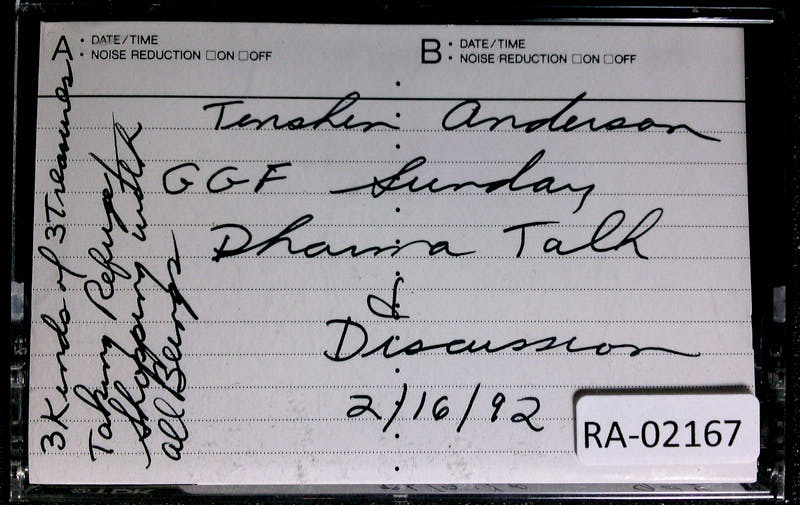 A: DATE/TIME
NOISE REDUCTION □ON □OFF
B: DATE/TIME
NOISE REDUCTION □ON □OFF
Tenshin Anderson
GGF Sunday
Dharma Talk
&
Discussion
2/16/92
3 Kinds of 3 Treasures
Taking Refuge/
Shopping with
all Beings
RA-02167